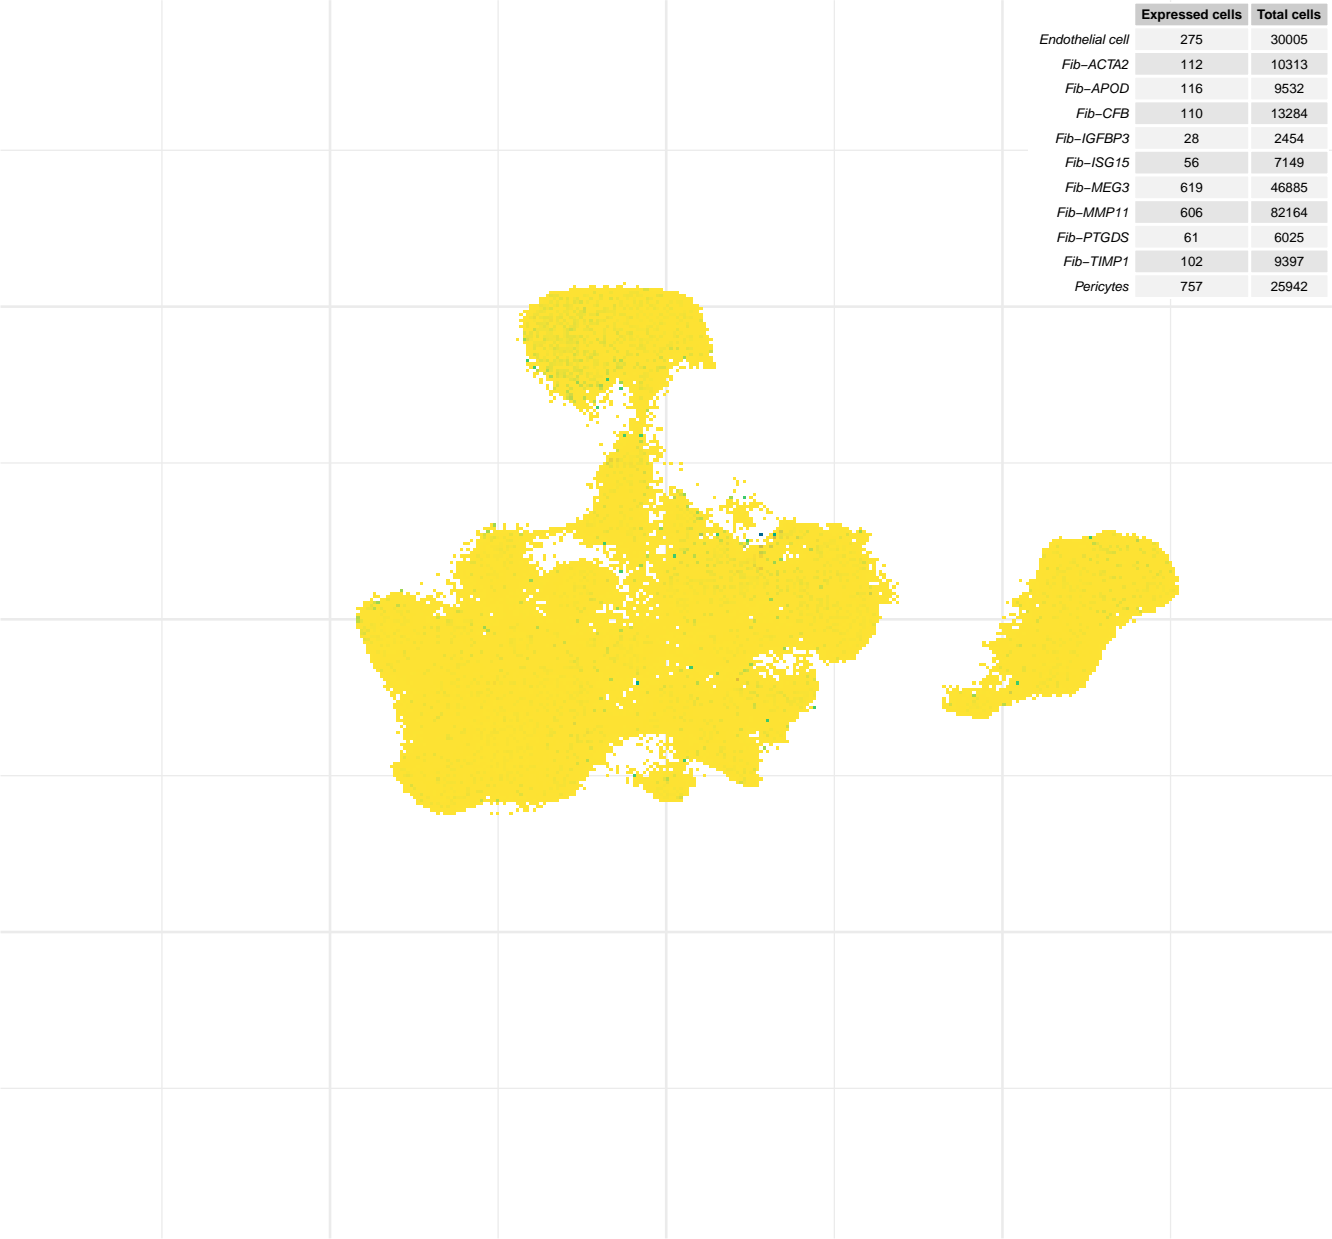 Expressed cells Total cells
Endothelial cell 275 30005
Fib−ACTA2 112 10313
Fib−APOD 116 9532
Fib−CFB 110 13284
Fib−IGFBP3 28 2454
Fib−ISG15 56 7149
Fib−MEG3 619 46885
Fib−MMP11 606 82164
Fib−PTGDS 61 6025
Fib−TIMP1 102 9397
Pericytes 757 25942